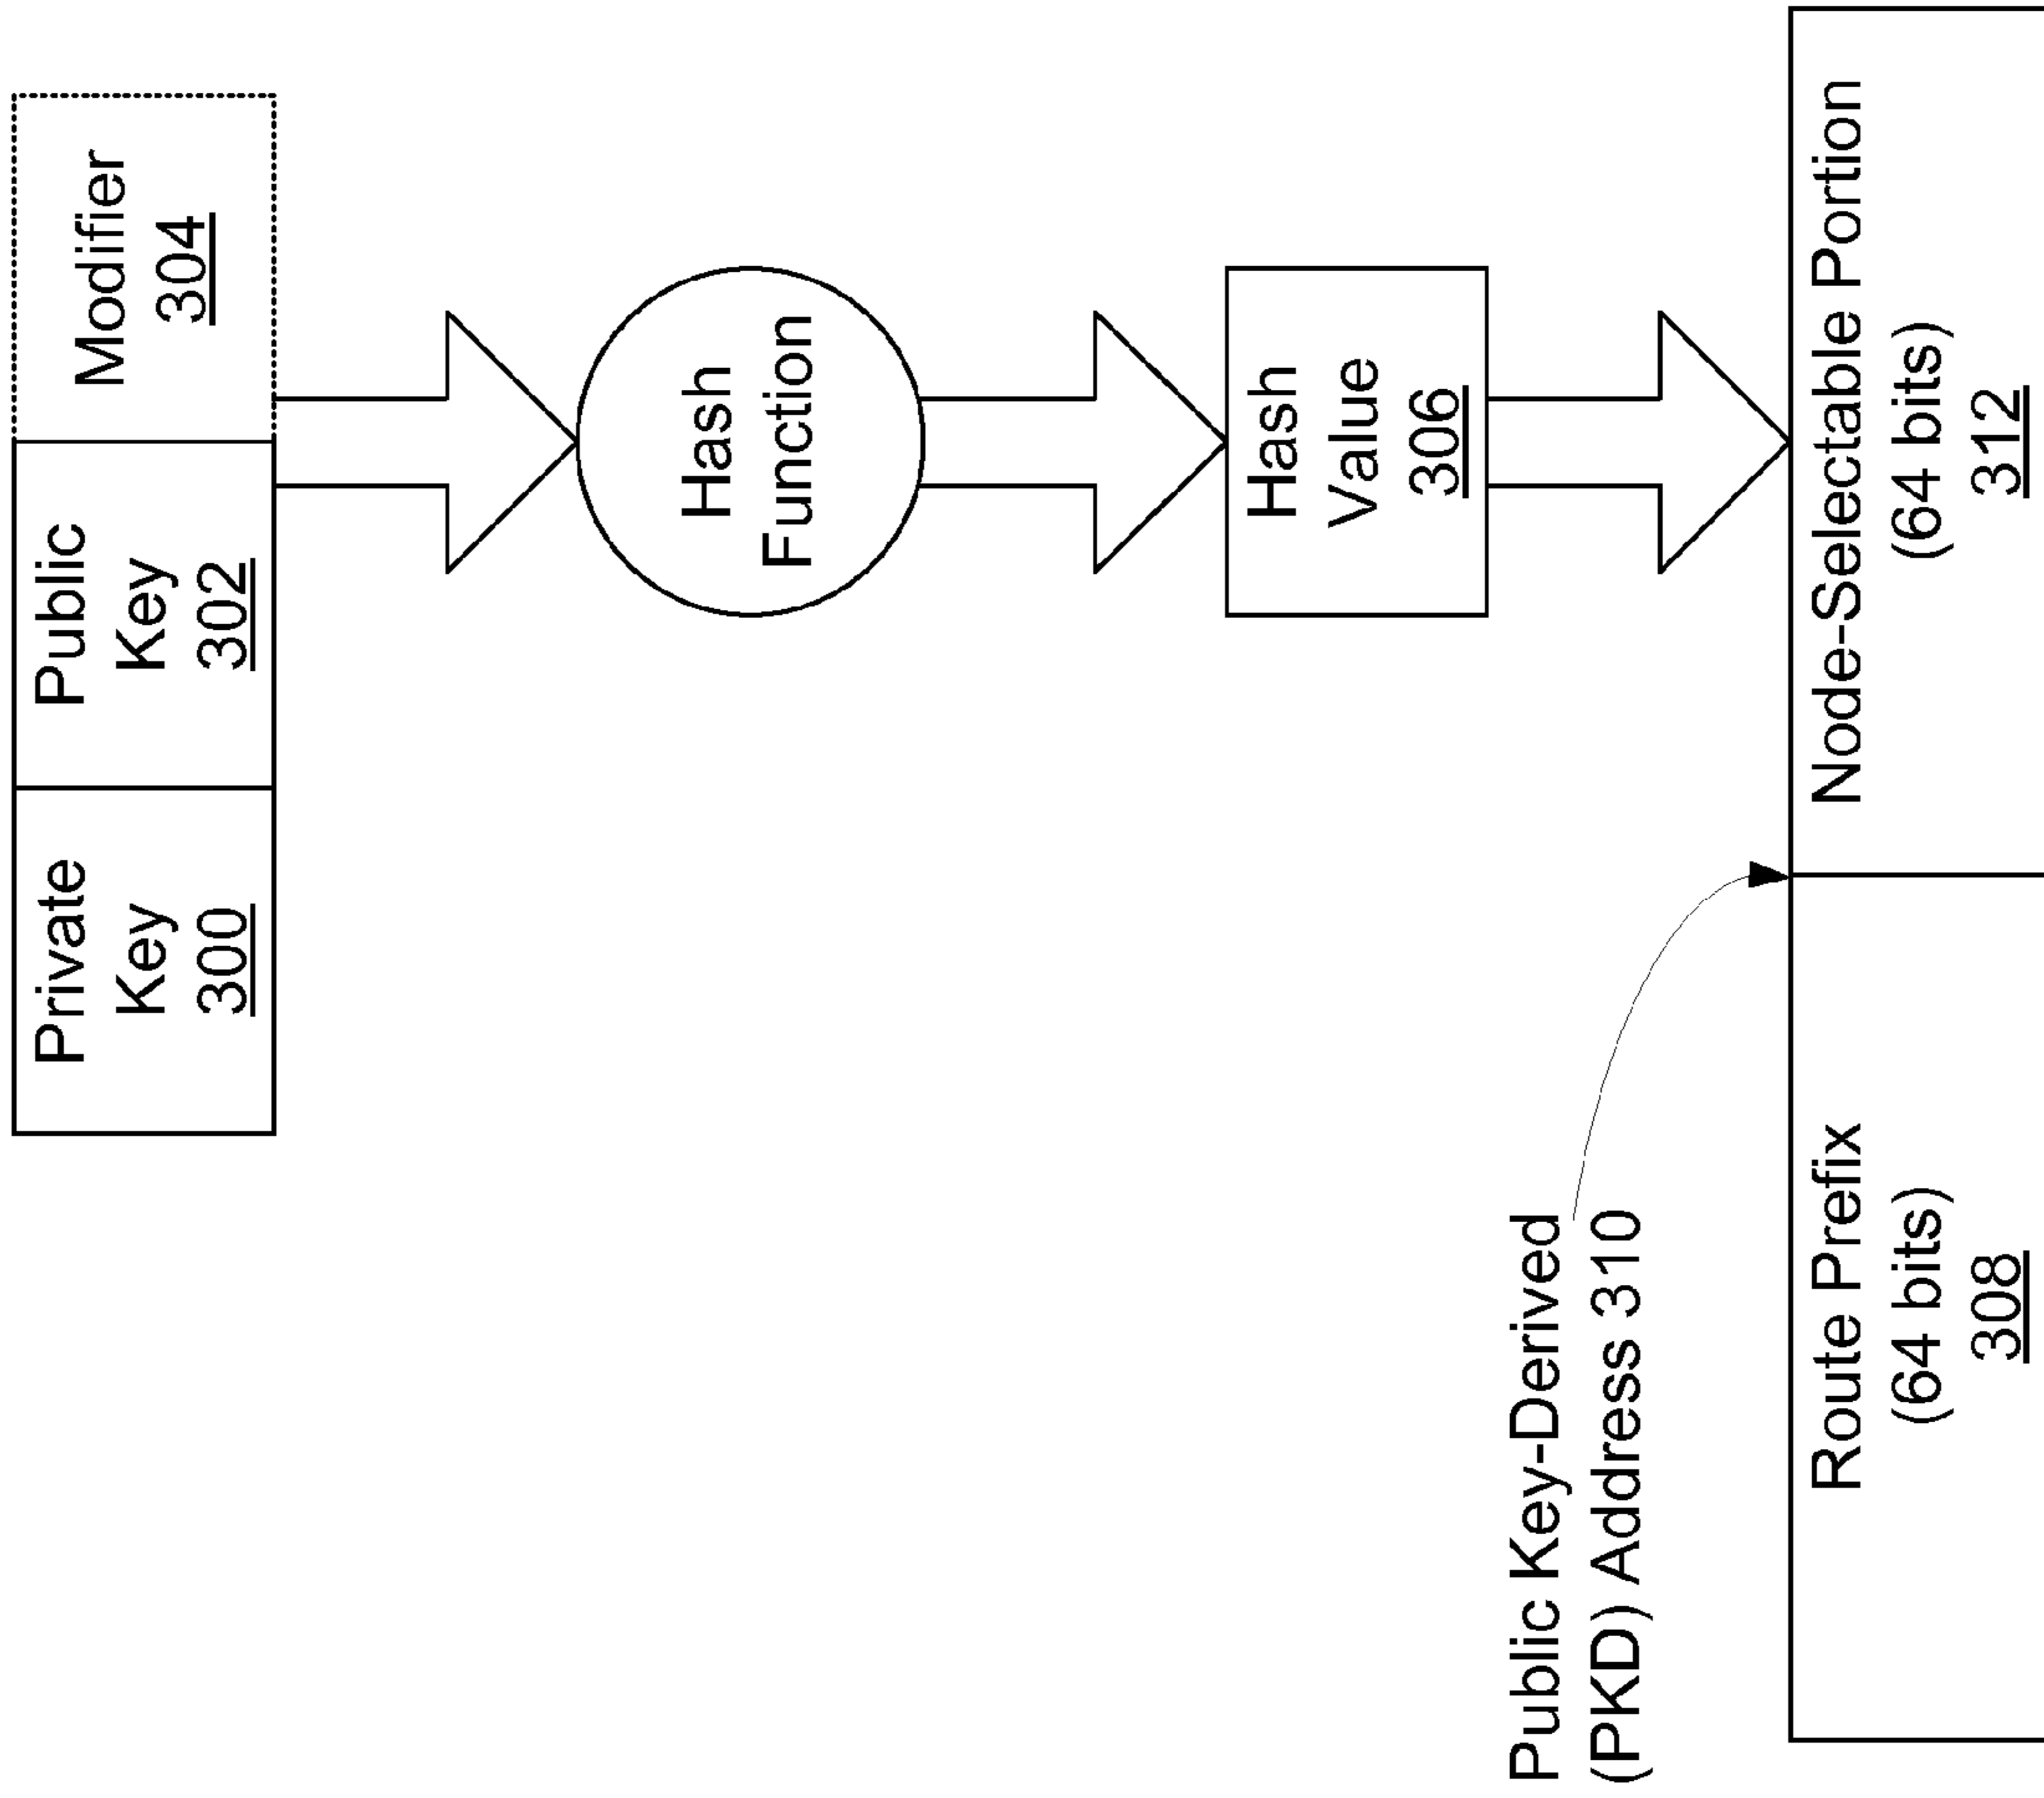 Private
Key
300
Public
Key
302
Modifier
304
Hash
Function
Hash
Value
306
Public Key-Derived
(PKD) Address 310
Route Prefix
(64 bits)
308
Node-Selectable Portion
(64 bits)
312